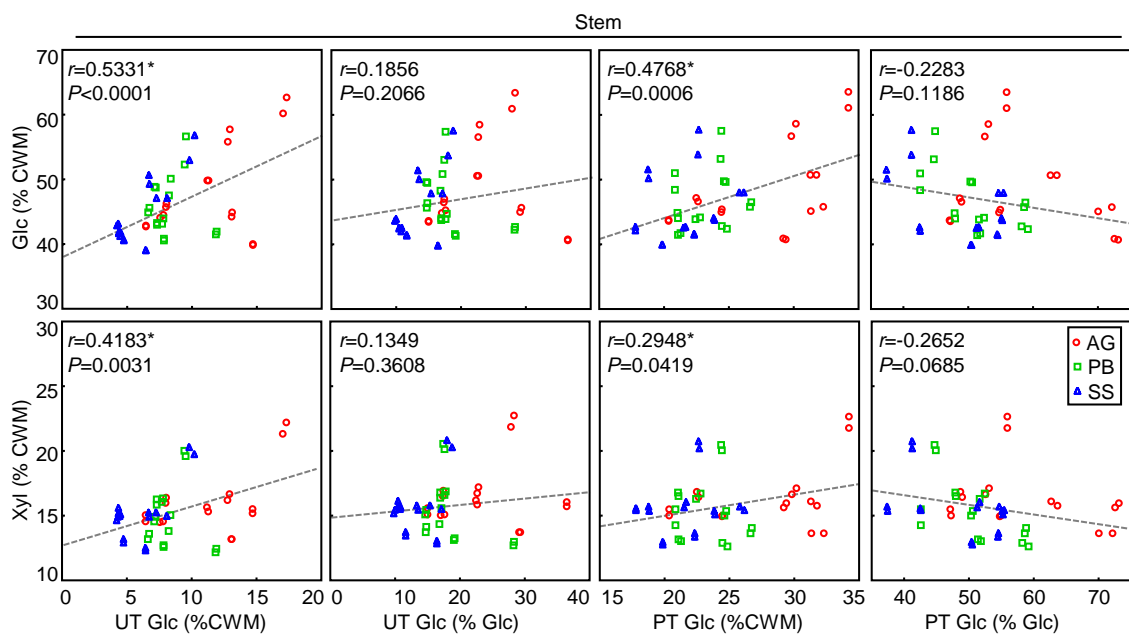 Stem
70
60
50
40
30
Glc (% CWM)
r=0.5331*
P<0.0001
r=0.1856
P=0.2066
r=0.4768*
P=0.0006
r=-0.2283
P=0.1186
30
25
20
15
10
Xyl (% CWM)
r=0.4183*
P=0.0031
r=0.1349
P=0.3608
r=0.2948*
P=0.0419
r=-0.2652
P=0.0685
AG
PB
SS
0 5 10 15 20
0 10 20 30 40
15 20 25 30 35
40 50 60 70
UT Glc (%CWM)
UT Glc (% Glc)
PT Glc (%CWM)
PT Glc (% Glc)